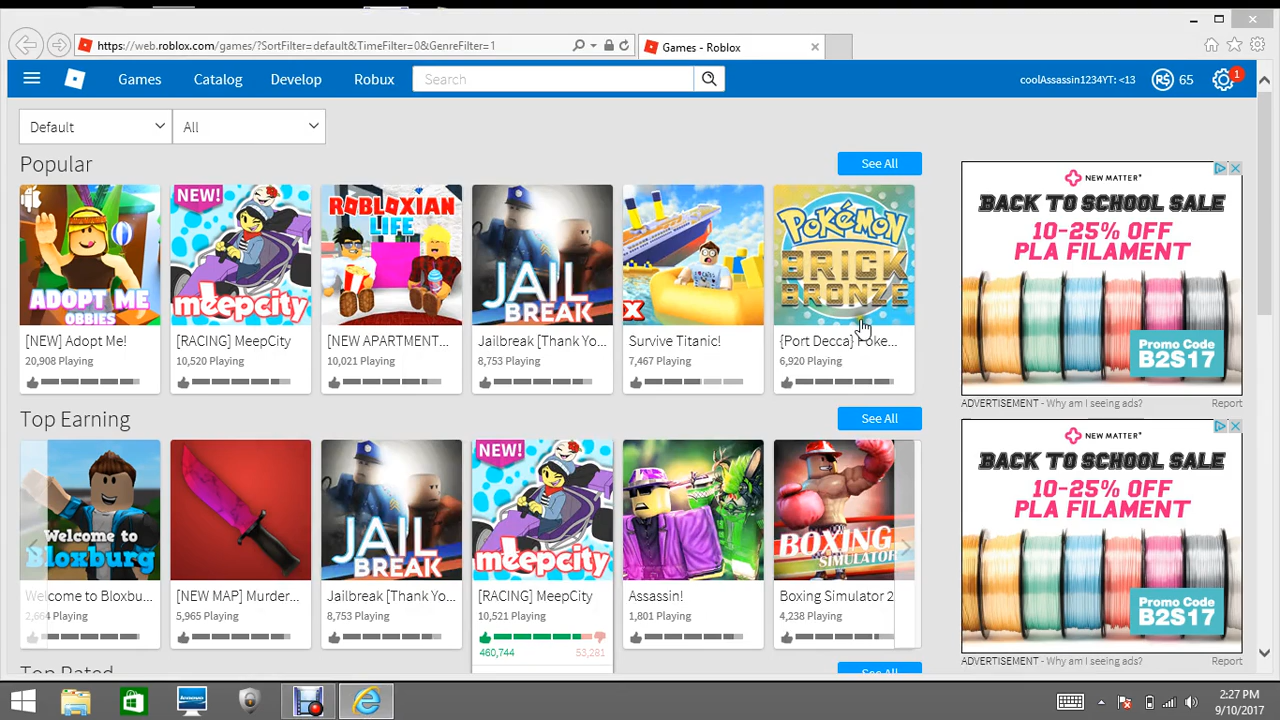 https://web.roblox.com/games/?SortFilter=default&TimeFilter=0&GenreFilter=1
Games - Roblox
Games
Catalog
Develop
Robux
Search
coolAssassin1234YT: <13
R$ 65
1
Default
All
Popular
See All
ADOPT ME
OBBIES
NEW!
meepcity
ROBLOXIAN
LIFE
JAIL
BREAK
X
POKéMON
BRICK
BRONZE
[NEW] Adopt Me!
[RACING] MeepCity
[NEW APARTMENT...
Jailbreak [Thank Yo...
Survive Titanic!
{Port Decca} Poke...
20,908 Playing
10,520 Playing
10,021 Playing
8,753 Playing
7,467 Playing
6,920 Playing
Top Earning
See All
Welcome to
Bloxburg
JAIL
BREAK
NEW!
meepcity
BOXING
SIMULATOR
Welcome to Bloxbu...
[NEW MAP] Murder...
Jailbreak [Thank Yo...
[RACING] MeepCity
Assassin!
Boxing Simulator 2
2,664 Playing
5,965 Playing
8,753 Playing
10,521 Playing
1,801 Playing
4,238 Playing
460,744
53,281
Top Rated
See All
NEW MATTER
BACK TO SCHOOL SALE
10-25% OFF
PLA FILAMENT
Promo Code
B2S17
ADVERTISEMENT - Why am I seeing ads?
Report
NEW MATTER
BACK TO SCHOOL SALE
10-25% OFF
PLA FILAMENT
Promo Code
B2S17
ADVERTISEMENT - Why am I seeing ads?
Report
2:27 PM
9/10/2017